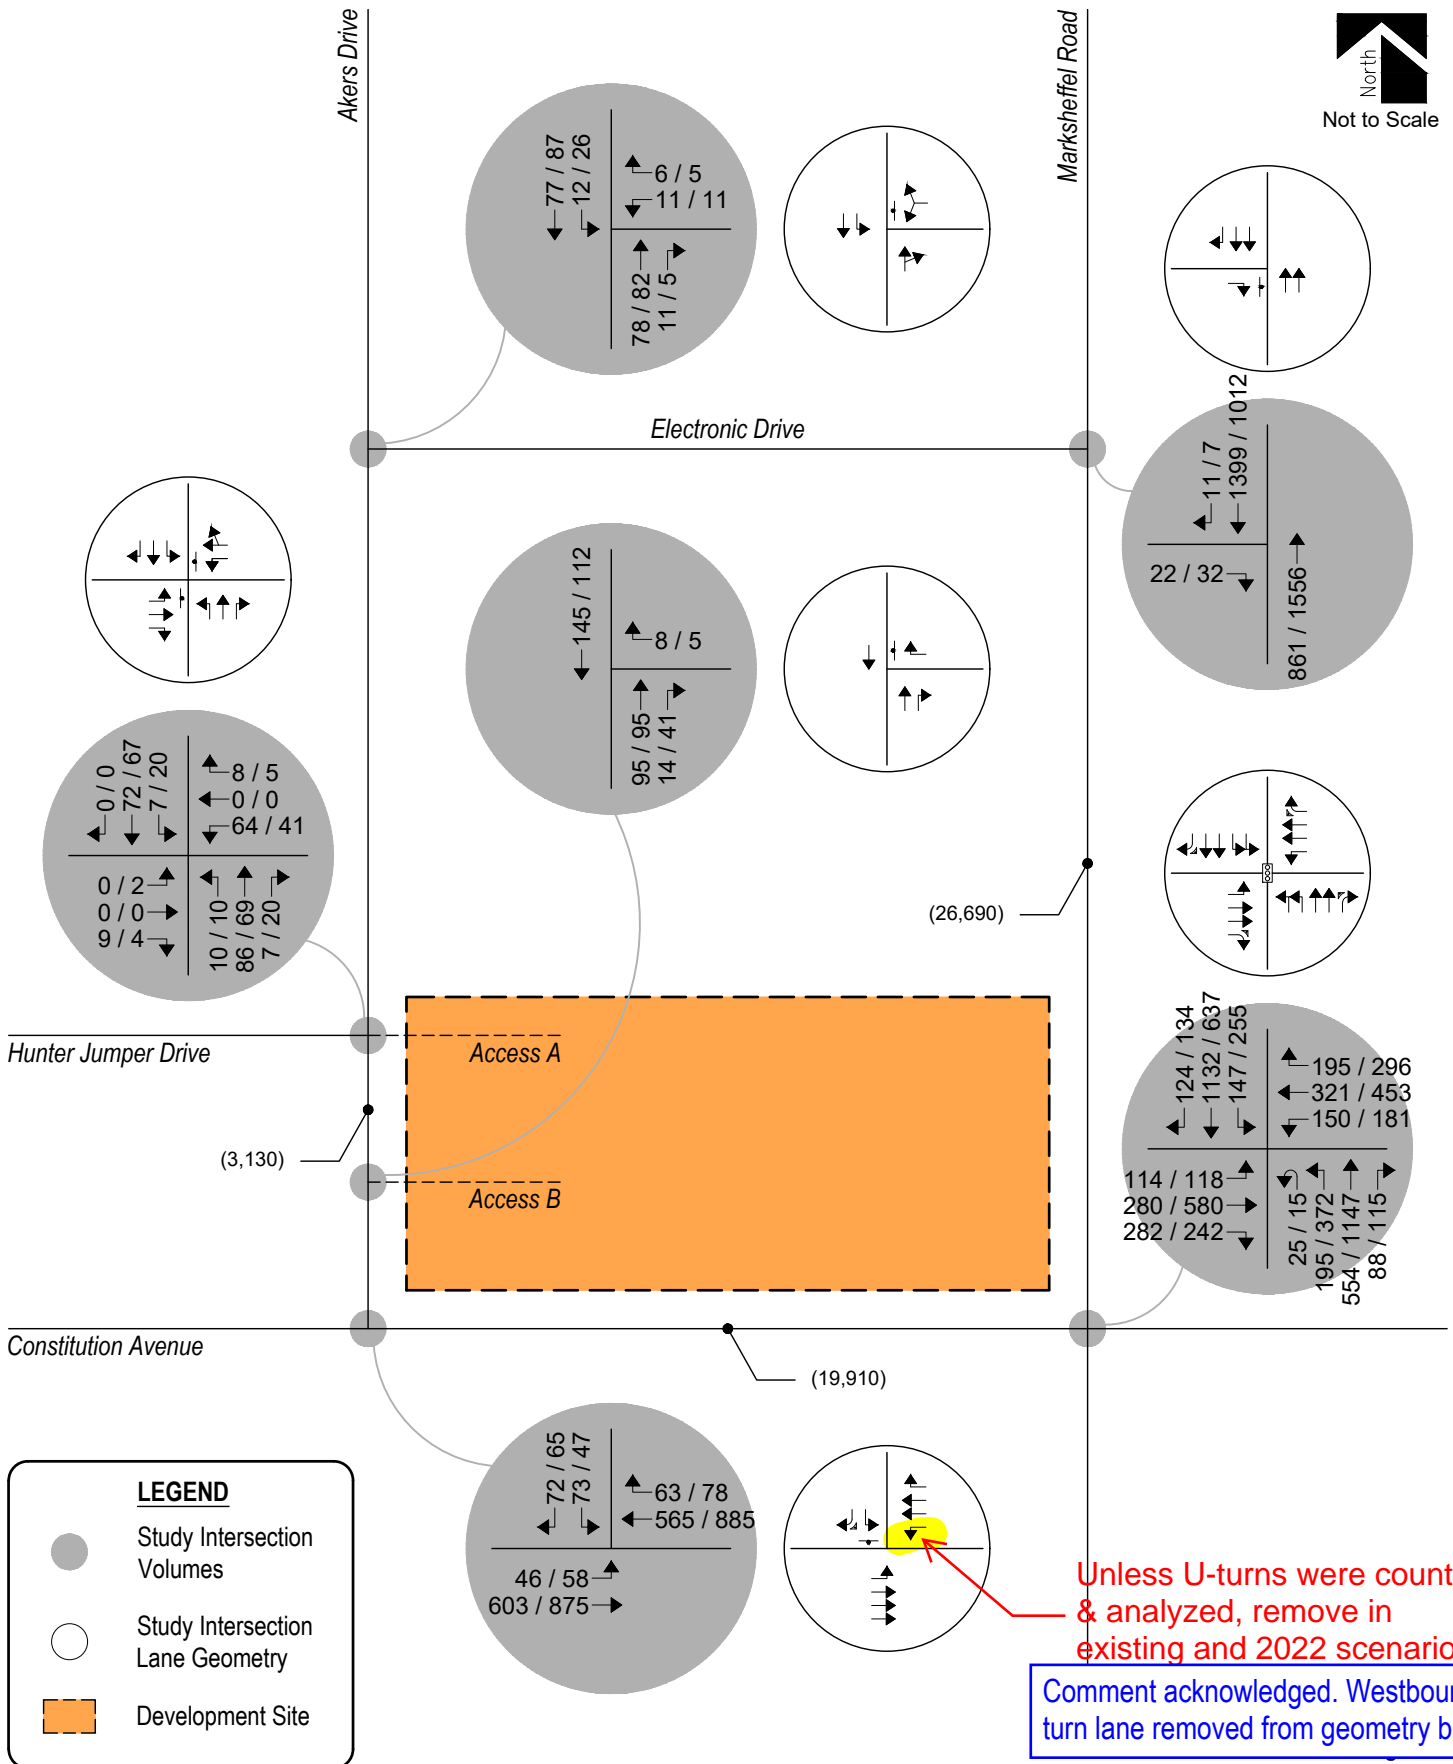 Akers Drive
Marksheffel Road
North
Not to Scale
77 / 87
12 / 26
6 / 5
11 / 11
78 / 82
11 / 5
Electronic Drive
11 / 7
1399 / 1012
22 / 32
861 / 1556
145 / 112
8 / 5
95 / 95
14 / 41
0 / 0
72 / 67
7 / 20
8 / 5
0 / 0
64 / 41
0 / 2
0 / 0
9 / 4
10 / 10
86 / 69
7 / 20
(26,690)
Hunter Jumper Drive
Access A
(3,130)
Access B
124 / 134
1132 / 637
147 / 255
195 / 296
321 / 453
150 / 181
114 / 118
280 / 580
282 / 242
25 / 15
195 / 372
554 / 1147
88 / 115
Constitution Avenue
(19,910)
72 / 65
73 / 47
63 / 78
565 / 885
46 / 58
603 / 875
LEGEND
Study Intersection
Volumes
Study Intersection
Lane Geometry
Development Site
Unless U-turns were count
& analyzed, remove in
existing and 2022 scenario
Comment acknowledged. Westbour
turn lane removed from geometry b